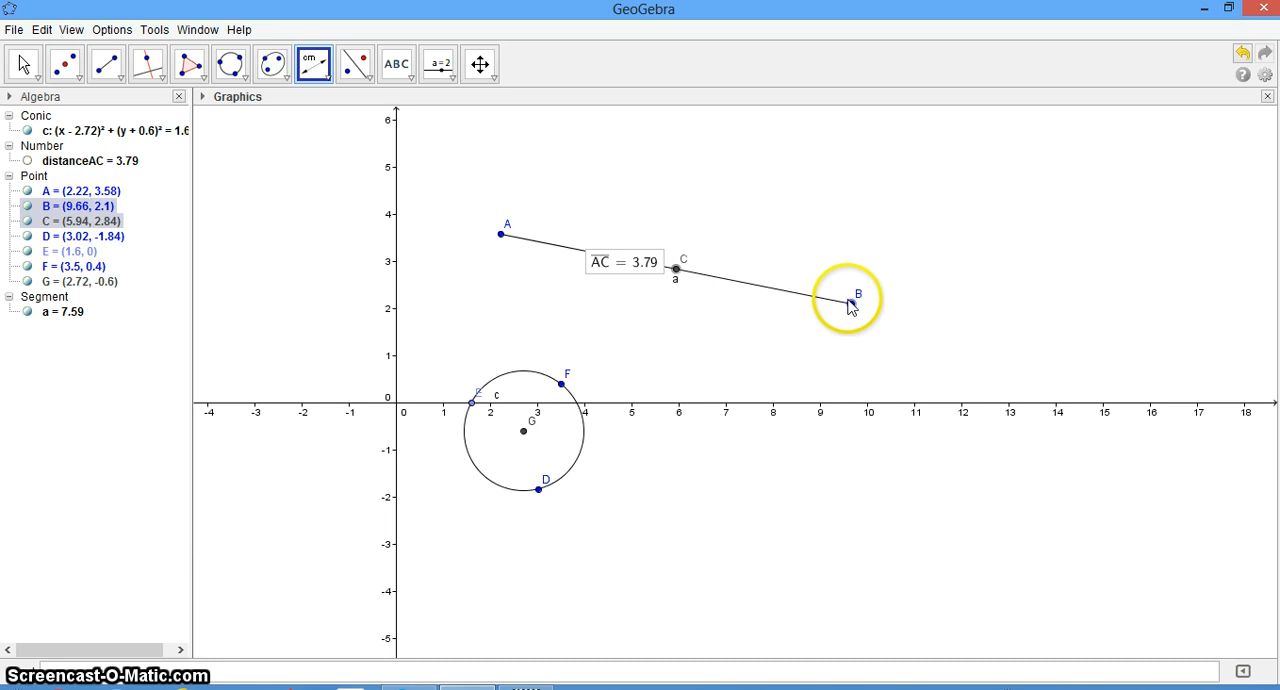 GeoGebra
File Edit View Options Tools Window Help
cm ABC a=2
Algebra
Graphics
Conic
c: (x - 2.72)² + (y + 0.6)² = 1.6
Number
distanceAC = 3.79
Point
A = (2.22, 3.58)
B = (9.66, 2.1)
C = (5.94, 2.84)
D = (3.02, -1.84)
E = (1.6, 0)
F = (3.5, 0.4)
G = (2.72, -0.6)
Segment
a = 7.59
6
5
4
3
2
1
0
-1
-2
-3
-4
-5
A
AC = 3.79
C
a
B
F
E
c
G
D
-4 -3 -2 -1 0 1 2 3 4 5 6 7 8 9 10 11 12 13 14 15 16 17 18
Screencast-O-Matic.com